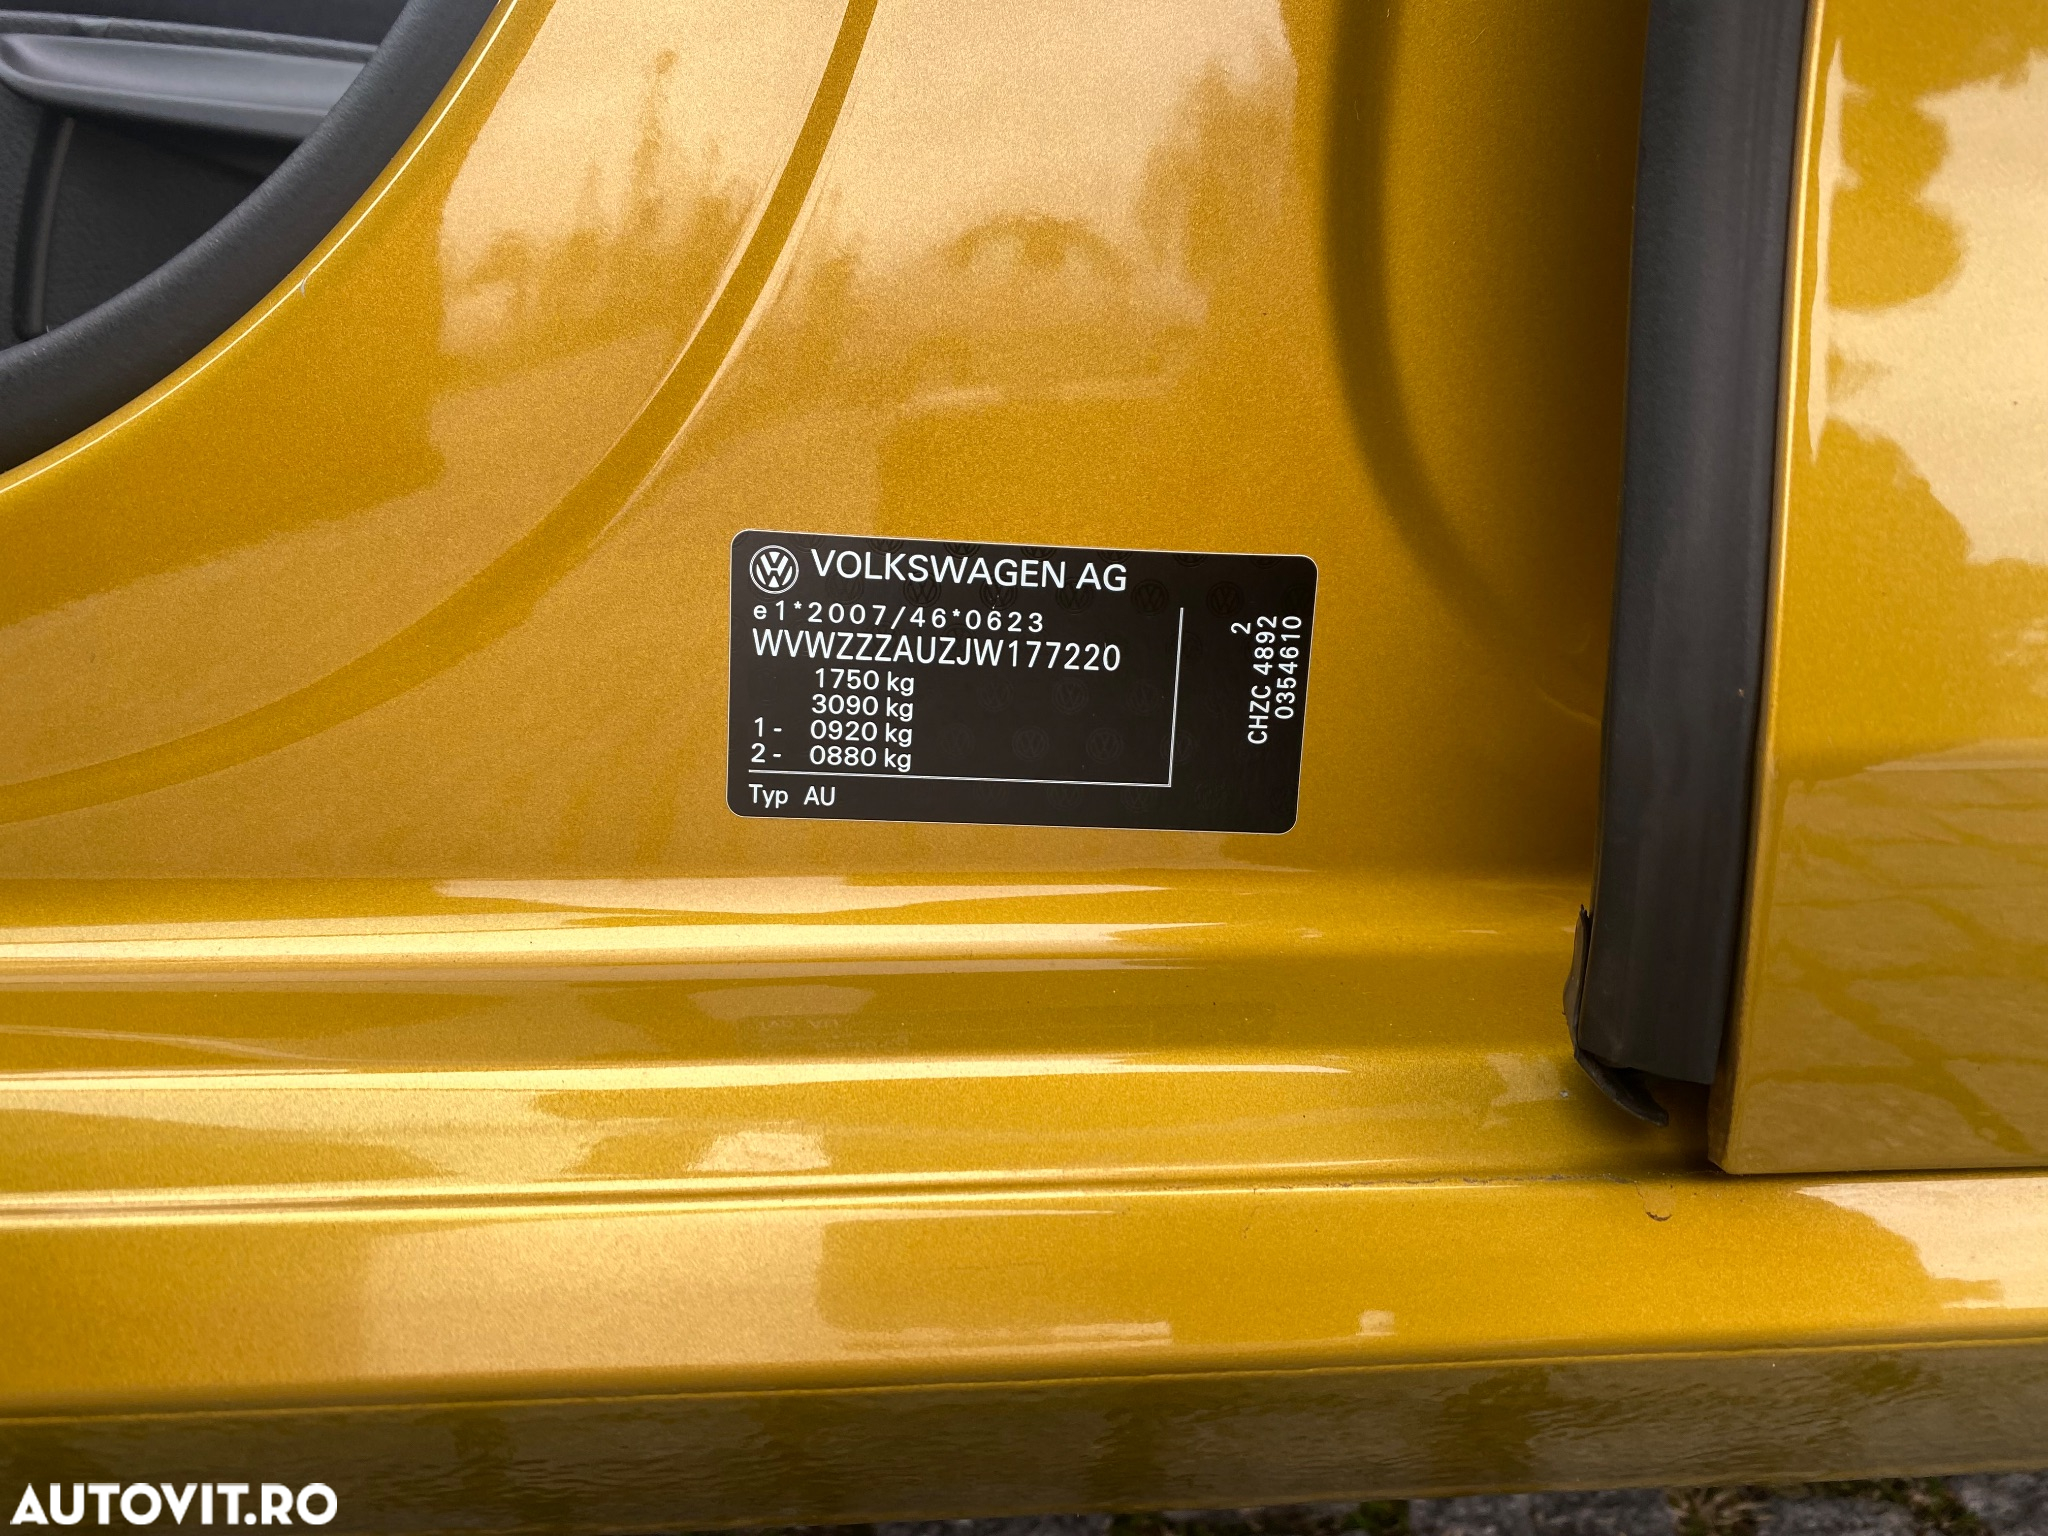 VOLKSWAGEN AG
e1*2007/46*0623
WVWZZZAUZJW177220
1750 kg
3090 kg
1- 0920 kg
2- 0880 kg
Typ AU
2
CHZC 4892
0354610
AUTOVIT.RO